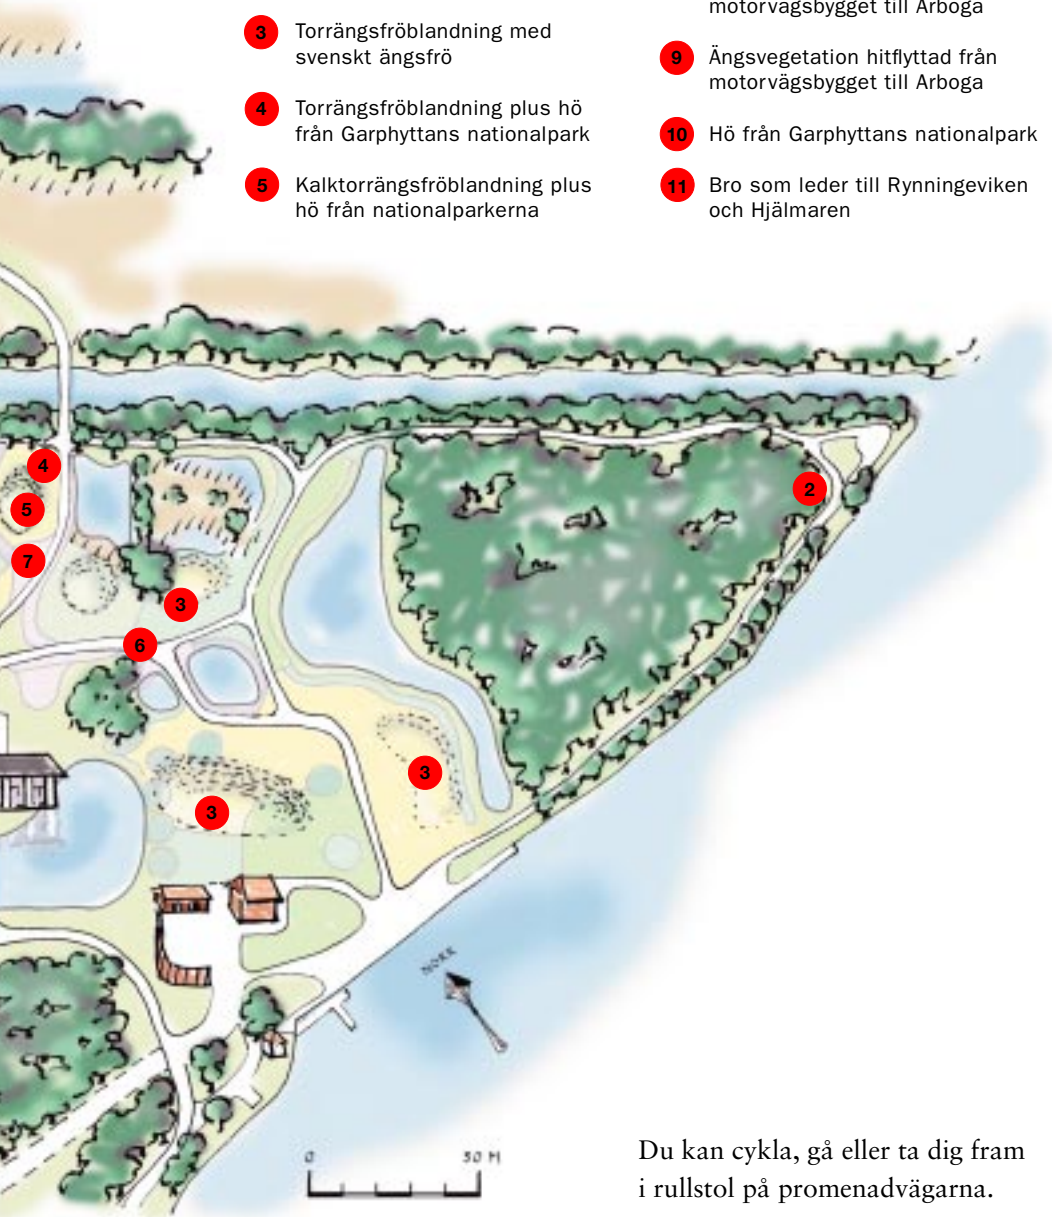 3 Torrängsfröblandning med
svenskt ängsfrö
4 Torrängsfröblandning plus hö
från Garphyttans nationalpark
5 Kalktorrängsfröblandning plus
hö från nationalparkerna
motorvägsbygget till Arboga
9 Ängsvegetation hitflyttad från
motorvägsbygget till Arboga
10 Hö från Garphyttans nationalpark
11 Bro som leder till Rynningeviken
och Hjälmaren
4
2
5
7
3
6
3
3
NORR
0 50 M
Du kan cykla, gå eller ta dig fram
i rullstol på promenadvägarna.